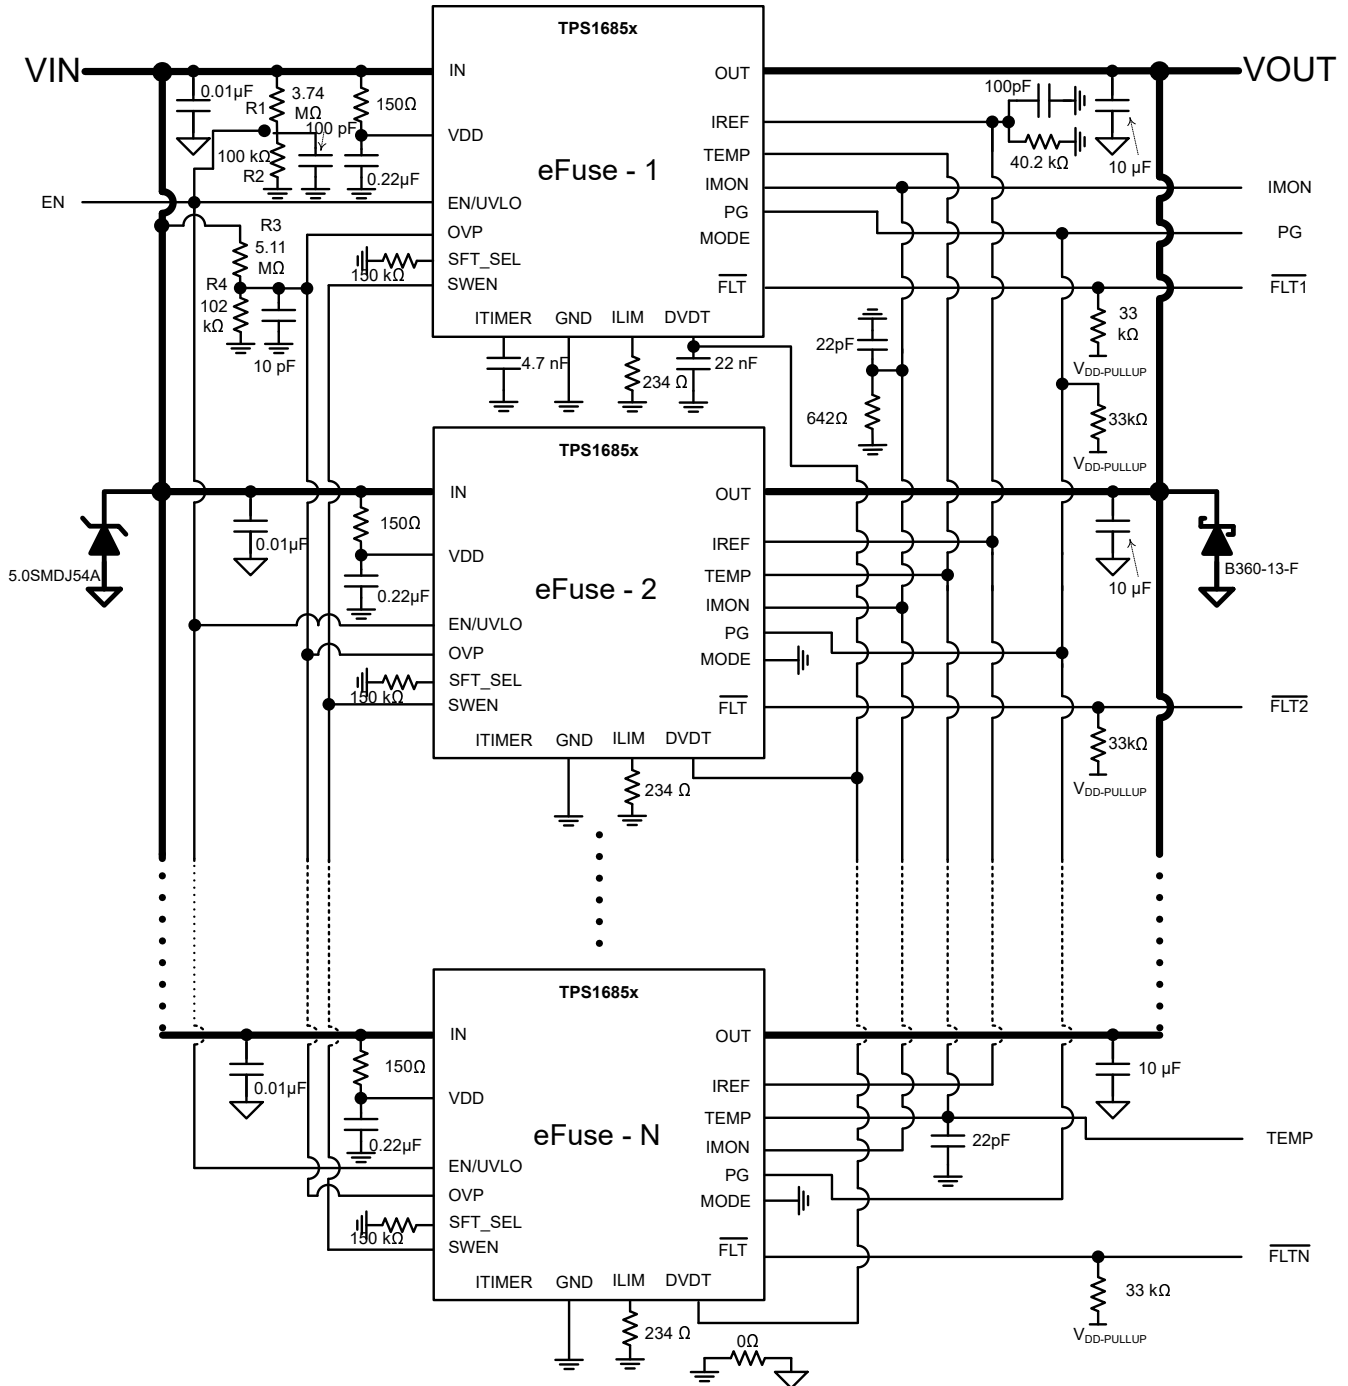 TPS1685x
VIN
IN
OUT
VOUT
0.01µF
R1
3.74
MΩ
150Ω
100pF
100 pF
VDD
IREF
100 kΩ
R2
0.22µF
eFuse - 1
TEMP
40.2 kΩ
10 µF
IMON
IMON
EN
EN/UVLO
PG
PG
R3
5.11
MΩ
OVP
MODE
SFT_SEL
150 kΩ
SWEN
FLT
FLT1
R4
102
kΩ
10 pF
ITIMER
GND
ILIM
DVDT
4.7 nF
234 Ω
22 nF
22pF
642Ω
33
kΩ
VDD-PULLUP
33kΩ
VDD-PULLUP
TPS1685x
IN
OUT
0.01µF
150Ω
VDD
IREF
5.0SMDJ54A
0.22µF
eFuse - 2
TEMP
10 µF
B360-13-F
IMON
EN/UVLO
PG
OVP
MODE
SFT_SEL
150 kΩ
SWEN
FLT
FLT2
ITIMER
GND
ILIM
DVDT
33kΩ
VDD-PULLUP
234 Ω
TPS1685x
IN
OUT
0.01µF
150Ω
10 µF
VDD
IREF
0.22µF
eFuse - N
TEMP
22pF
TEMP
IMON
EN/UVLO
PG
OVP
MODE
SFT_SEL
150 kΩ
SWEN
FLT
FLTN
ITIMER
GND
ILIM
DVDT
33 kΩ
VDD-PULLUP
234 Ω
0Ω